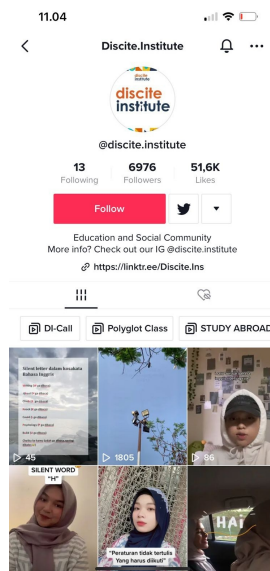 11.04
Discite.Institute
discite
institute
discite
institute
@discite.institute
13
6976
51,6K
Following
Followers
Likes
Follow
Education and Social Community
More info? Check out our IG @discite.institute
https://linktr.ee/Discite.Ins
DI-Call
Polyglot Class
STUDY ABROAD
Silent letter dalam kosakata
Bahasa Inggris
45
1805
86
SILENT WORD
"H"
"Peraturan tidak tertulis
Yang harus diikuti"
HAI